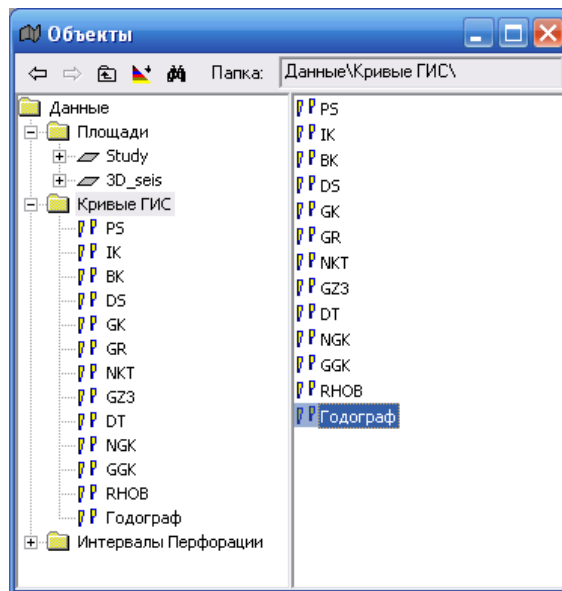 Объекты
Папка: Данные\Кривые ГИС\
Данные
Площади
Study
3D_seis
Кривые ГИС
PS
IK
BK
DS
GK
GR
NKT
GZ3
DT
NGK
GGK
RHOB
Годограф
Интервалы Перфорации
PS
IK
BK
DS
GK
GR
NKT
GZ3
DT
NGK
GGK
RHOB
Годограф